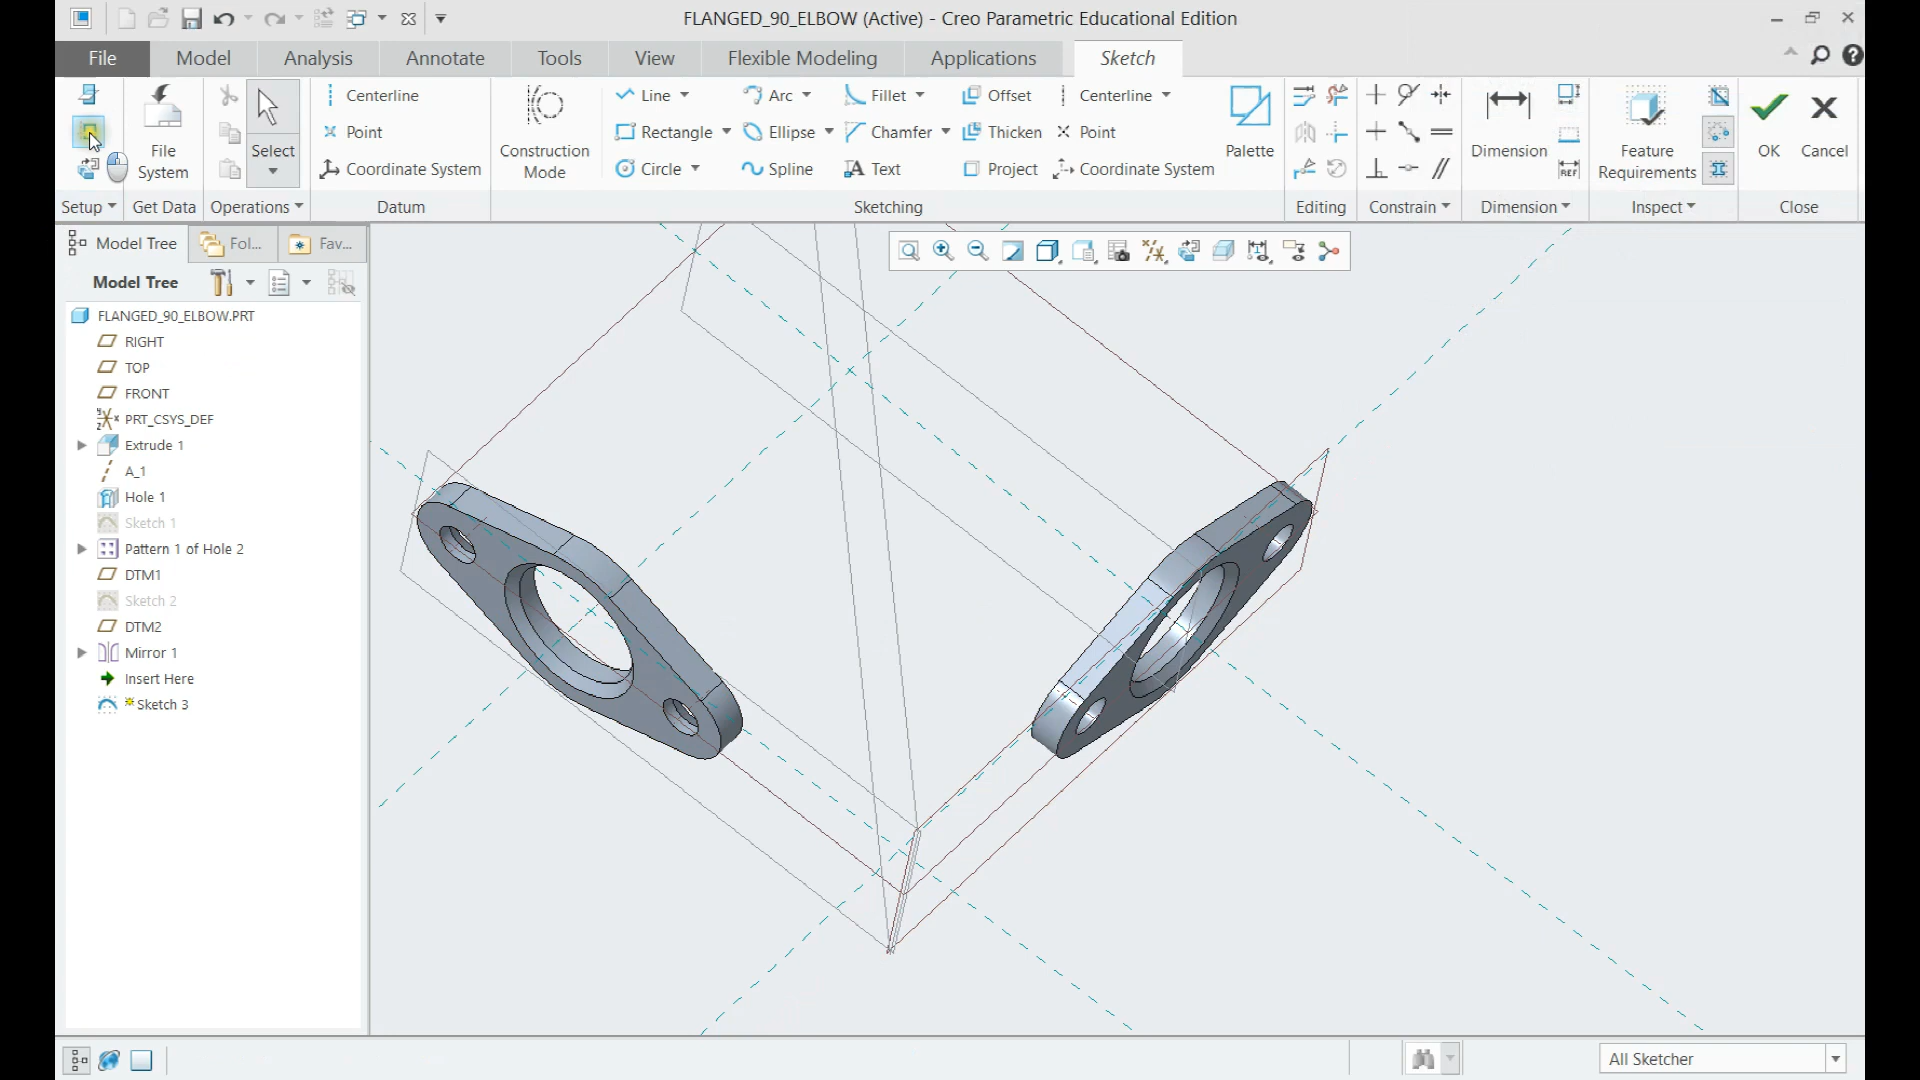 FLANGED_90_ELBOW (Active) - Creo Parametric Educational Edition
File Model Analysis Annotate Tools View Flexible Modeling Applications Sketch
Centerline Line Arc Fillet Offset Centerline
Point Rectangle Ellipse Chamfer Thicken Point
Coordinate System Circle Spline Text Project Coordinate System
File System
Select
Construction Mode
Palette
Dimension
REF
Feature Requirements
OK
Cancel
Setup Get Data Operations Datum Sketching Editing Constrain Dimension Inspect Close
Model Tree Fol... Fav...
Model Tree
FLANGED_90_ELBOW.PRT
RIGHT
TOP
FRONT
PRT_CSYS_DEF
Extrude 1
A_1
Hole 1
Sketch 1
Pattern 1 of Hole 2
DTM1
Sketch 2
DTM2
Mirror 1
Insert Here
Sketch 3
All Sketcher